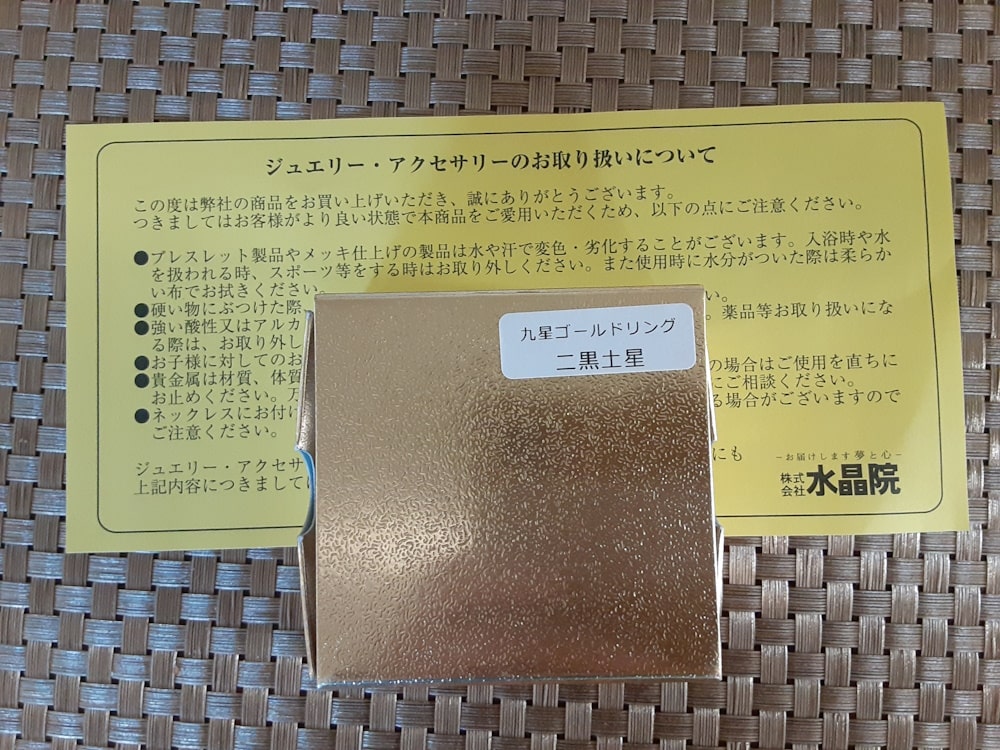 ジュエリー・アクセサリーのお取り扱いについて
この度は弊社の商品をお買い上げいただき、誠にありがとうございます。
つきましてはお客様がより良い状態で本商品をご愛用いただくため、以下の点にご注意ください。
●ブレスレット製品やメッキ仕上げの製品は水や汗で変色・劣化することがございます。入浴時や水
を扱われる時、スポーツ等をする時はお取り外しください。また使用時に水分がついた際は柔らか
い布でお拭きください。
●硬い物にぶつけた際 い。
●強い酸性又はアルカ 。薬品等お取り扱いにな
る際は、お取り外し
●お子様に対してのお
●貴金属は材質、体質 の場合はご使用を直ちに
お止めください。万 にご相談ください。
●ネックレスにお付け る場合がございますので
ご注意ください。
ジュエリー・アクセサ にも
上記内容につきましては
九星ゴールドリング
二黒土星
−お届けします夢と心−
株式会社 水晶院